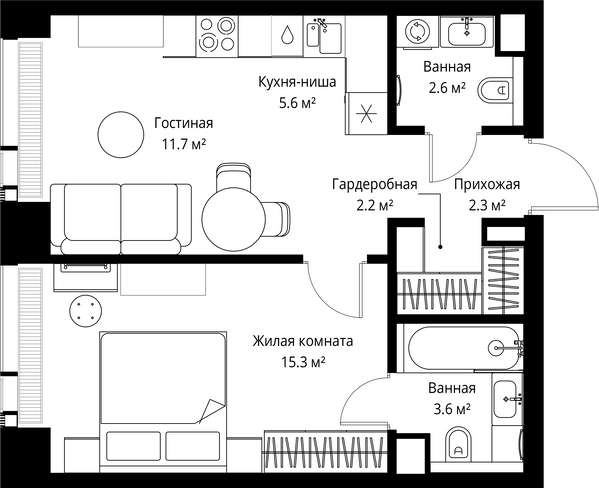 Ванная
2.6 м²
Кухня-ниша
5.6 м²
Гостиная
11.7 м²
Гардеробная
2.2 м²
Прихожая
2.3 м²
Жилая комната
15.3 м²
Ванная
3.6 м²